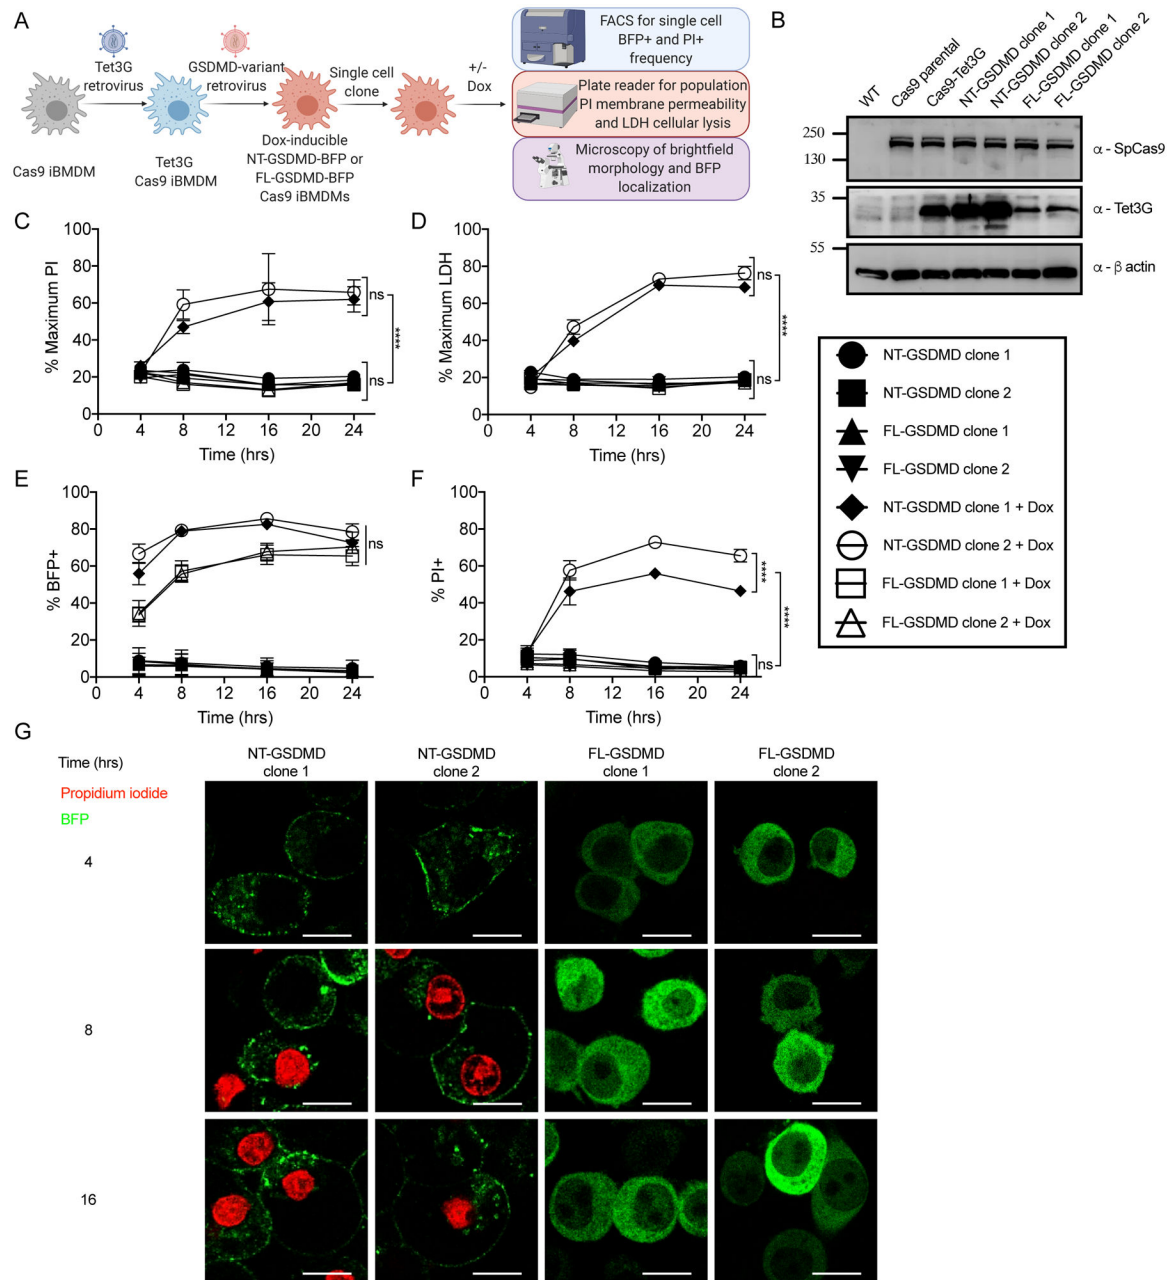 A
Tet3G
retrovirus
GSDMD-variant
retrovirus
Single cell
clone
+/-
Dox
Cas9 iBMDM
Tet3G
Cas9 iBMDM
Dox-inducible
NT-GSDMD-BFP or
FL-GSDMD-BFP
Cas9 iBMDMs
FACS for single cell
BFP+ and PI+
frequency
Plate reader for population
PI membrane permeability
and LDH cellular lysis
Microscopy of brightfield
morphology and BFP
localization
B
WT
Cas9 parental
Cas9-Tet3G
NT-GSDMD clone 1
NT-GSDMD clone 2
FL-GSDMD clone 1
FL-GSDMD clone 2
250
130
α - SpCas9
35
α - Tet3G
55
α - β actin
C
% Maximum PI
100
80
60
40
20
0
0 4 8 12 16 20 24
Time (hrs)
ns
****
ns
D
% Maximum LDH
100
80
60
40
20
0
0 4 8 12 16 20 24
Time (hrs)
ns
****
ns
NT-GSDMD clone 1
NT-GSDMD clone 2
FL-GSDMD clone 1
FL-GSDMD clone 2
NT-GSDMD clone 1 + Dox
NT-GSDMD clone 2 + Dox
FL-GSDMD clone 1 + Dox
FL-GSDMD clone 2 + Dox
E
% BFP+
100
80
60
40
20
0
0 4 8 12 16 20 24
Time (hrs)
ns
F
% PI+
100
80
60
40
20
0
0 4 8 12 16 20 24
Time (hrs)
****
****
ns
G
Time (hrs)
Propidium iodide
BFP
NT-GSDMD
clone 1
NT-GSDMD
clone 2
FL-GSDMD
clone 1
FL-GSDMD
clone 2
4
8
16